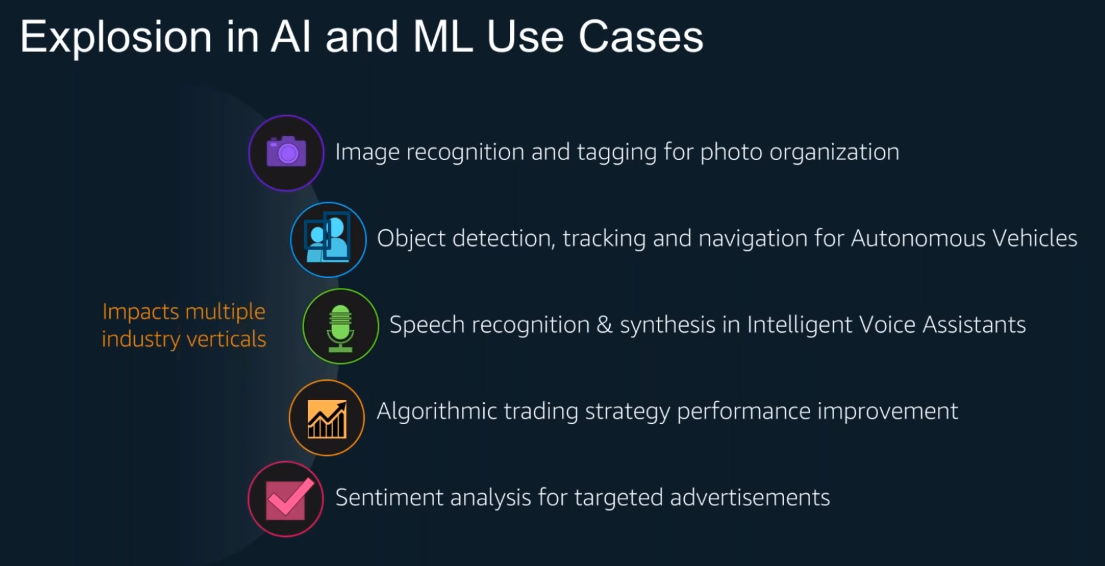 Explosion in AI and ML Use Cases
Image recognition and tagging for photo organization
Object detection, tracking and navigation for Autonomous Vehicles
Impacts multiple
industry verticals
Speech recognition & synthesis in Intelligent Voice Assistants
Algorithmic trading strategy performance improvement
Sentiment analysis for targeted advertisements